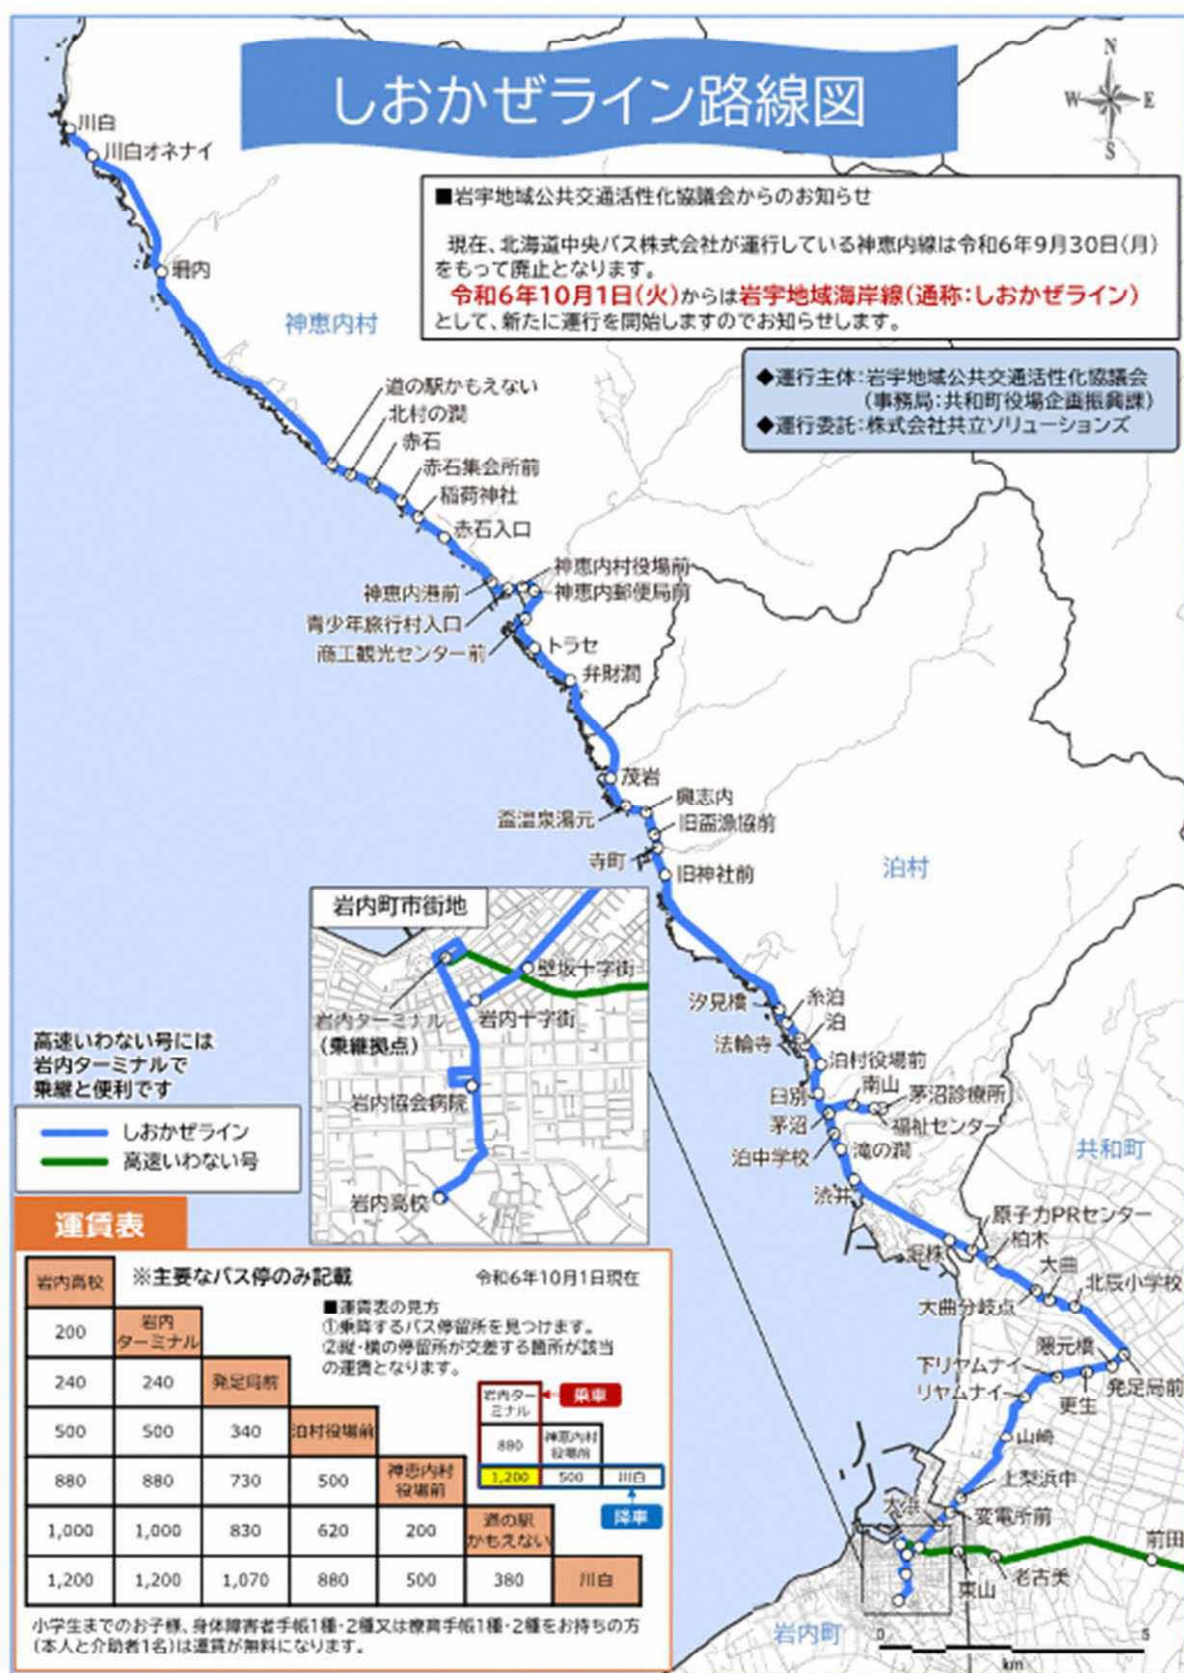 しおかぜライン路線図
N
W
E
S
■岩宇地域公共交通活性化協議会からのお知らせ
現在、北海道中央バス株式会社が運行している神恵内線は令和6年9月30日(月)
をもって廃止となります。
令和6年10月1日(火)からは岩宇地域海岸線(通称:しおかぜライン)
として、新たに運行を開始しますのでお知らせします。
◆運行主体:岩宇地域公共交通活性化協議会
(事務局:共和町役場企画振興課)
◆運行委託:株式会社共立ソリューションズ
川白
川白オネナイ
珊内
神恵内村
道の駅かもえない
北村の澗
赤石
赤石集会所前
稲荷神社
赤石入口
神恵内港前
神恵内村役場前
神恵内郵便局前
青少年旅行村入口
商工観光センター前
トラセ
弁財澗
茂岩
盃温泉湯元
興志内
旧盃漁協前
寺町
旧神社前
泊村
汐見橋
糸泊
泊
法輪寺
泊村役場前
臼別
南山
茅沼診療所
茅沼
福祉センター
泊中学校
滝の澗
渋井
共和町
原子力PRセンター
堀株
柏木
大曲
北辰小学校
大曲分岐点
隈元橋
下リヤムナイ
発足局前
リヤムナイ
更生
山崎
上梨浜中
大浜
変電所前
前田
東山
老古美
岩内町
0
5
km
岩内町市街地
壁坂十字街
岩内ターミナル
(乗継拠点)
岩内十字街
岩内協会病院
岩内高校
高速いわない号には
岩内ターミナルで
乗継と便利です
しおかぜライン
高速いわない号
運賃表
※主要なバス停のみ記載
令和6年10月1日現在
■運賃表の見方
①乗降するバス停留所を見つけます。
②縦・横の停留所が交差する箇所が該当
の運賃となります。
岩内高校
200 岩内
ターミナル
240 240 発足局前
500 500 340 泊村役場前
880 880 730 500 神恵内村
役場前
1,000 1,000 830 620 200 道の駅
かもえない
1,200 1,200 1,070 880 500 380 川白
岩内ター
ミナル
乗車
880 神恵内村
役場前
1,200 500 川白
降車
小学生までのお子様、身体障害者手帳1種・2種又は療育手帳1種・2種をお持ちの方
(本人と介助者1名)は運賃が無料になります。